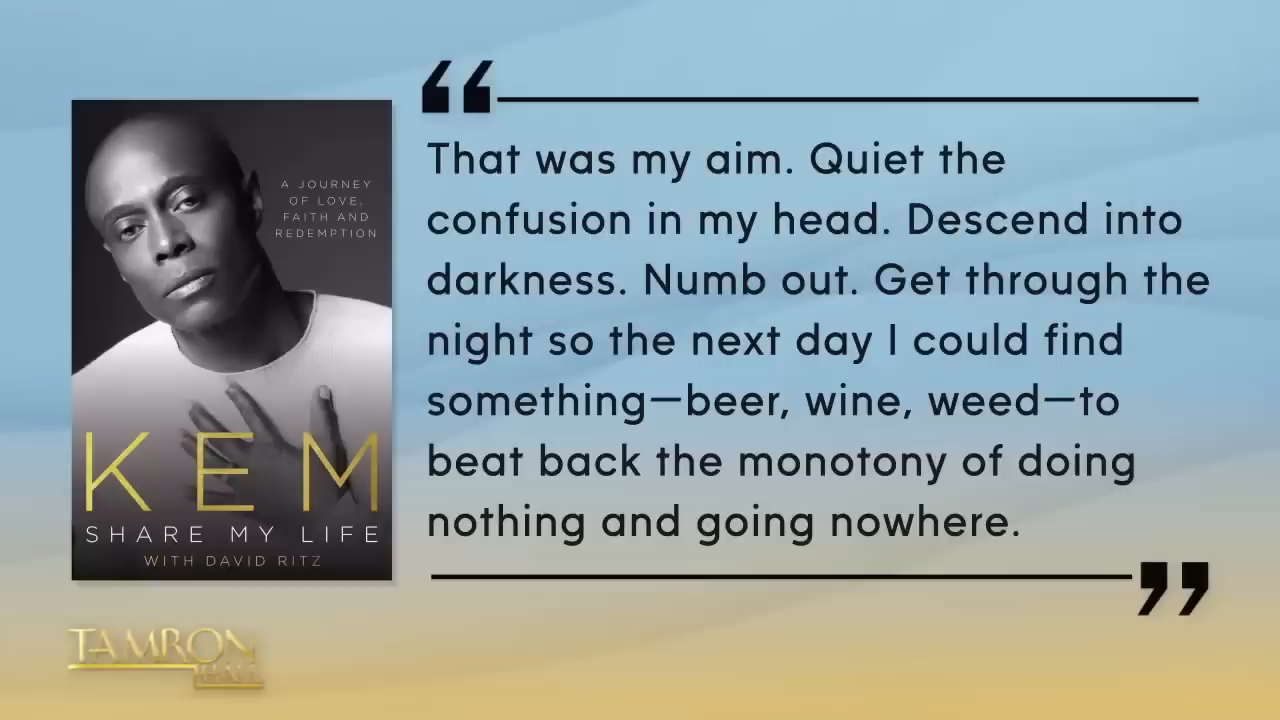 A JOURNEY
OF LOVE,
FAITH AND
REDEMPTION
KEM
SHARE MY LIFE
WITH DAVID RITZ
“
That was my aim. Quiet the
confusion in my head. Descend into
darkness. Numb out. Get through the
night so the next day I could find
something—beer, wine, weed—to
beat back the monotony of doing
nothing and going nowhere.
”
TAMRON
HALL